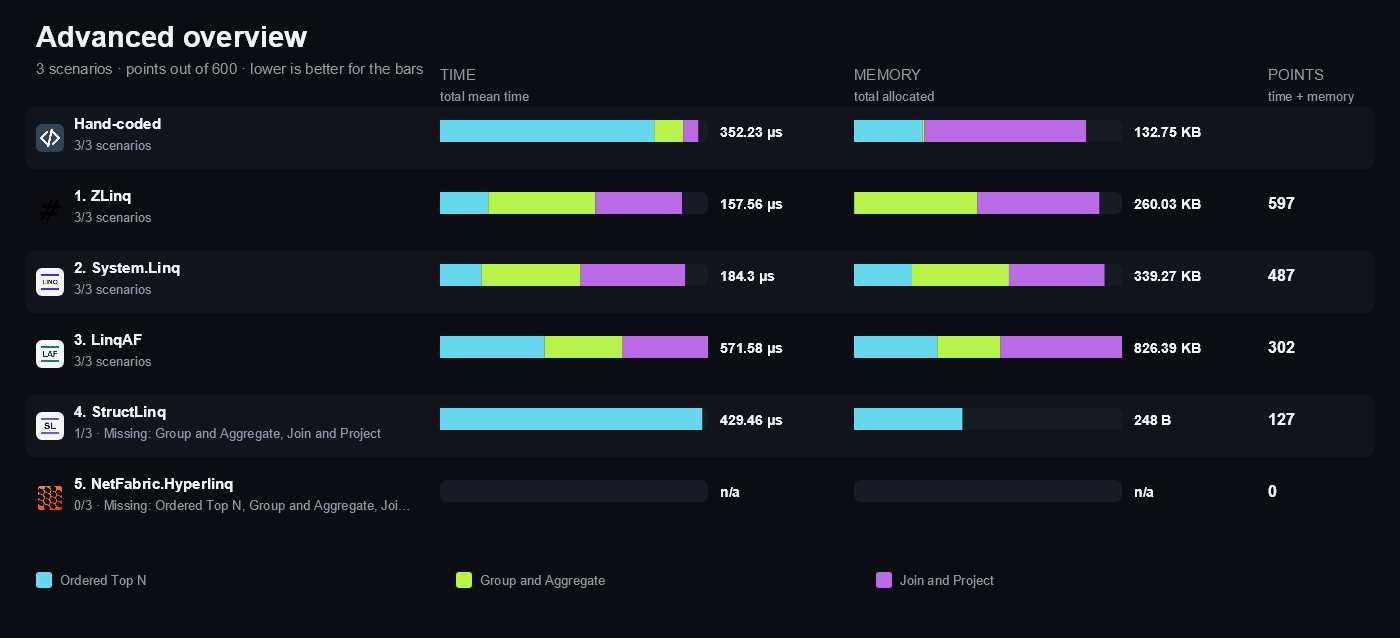 Advanced overview
3 scenarios · points out of 600 · lower is better for the bars
TIME
total mean time
MEMORY
total allocated
POINTS
time + memory
Hand-coded
3/3 scenarios
352.23 µs
132.75 KB
#
1. ZLinq
3/3 scenarios
157.56 µs
260.03 KB
597
LINQ
2. System.Linq
3/3 scenarios
184.3 µs
339.27 KB
487
LAF
3. LinqAF
3/3 scenarios
571.58 µs
826.39 KB
302
SL
4. StructLinq
1/3 · Missing: Group and Aggregate, Join and Project
429.46 µs
248 B
127
5. NetFabric.Hyperlinq
0/3 · Missing: Ordered Top N, Group and Aggregate, Joi...
n/a
n/a
0
Ordered Top N
Group and Aggregate
Join and Project